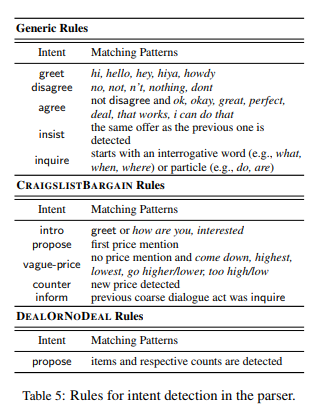 Generic Rules
Intent Matching Patterns
greet hi, hello, hey, hiya, howdy
disagree no, not, n't, nothing, dont
agree not disagree and ok, okay, great, perfect,
deal, that works, i can do that
insist the same offer as the previous one is
detected
inquire starts with an interrogative word (e.g., what,
when, where) or particle (e.g., do, are)
CRAIGSLISTBARGAIN Rules
Intent Matching Patterns
intro greet or how are you, interested
propose first price mention
vague-price no price mention and come down, highest,
lowest, go higher/lower, too high/low
counter new price detected
inform previous coarse dialogue act was inquire
DEALORNODEAL Rules
Intent Matching Patterns
propose items and respective counts are detected
Table 5: Rules for intent detection in the parser.